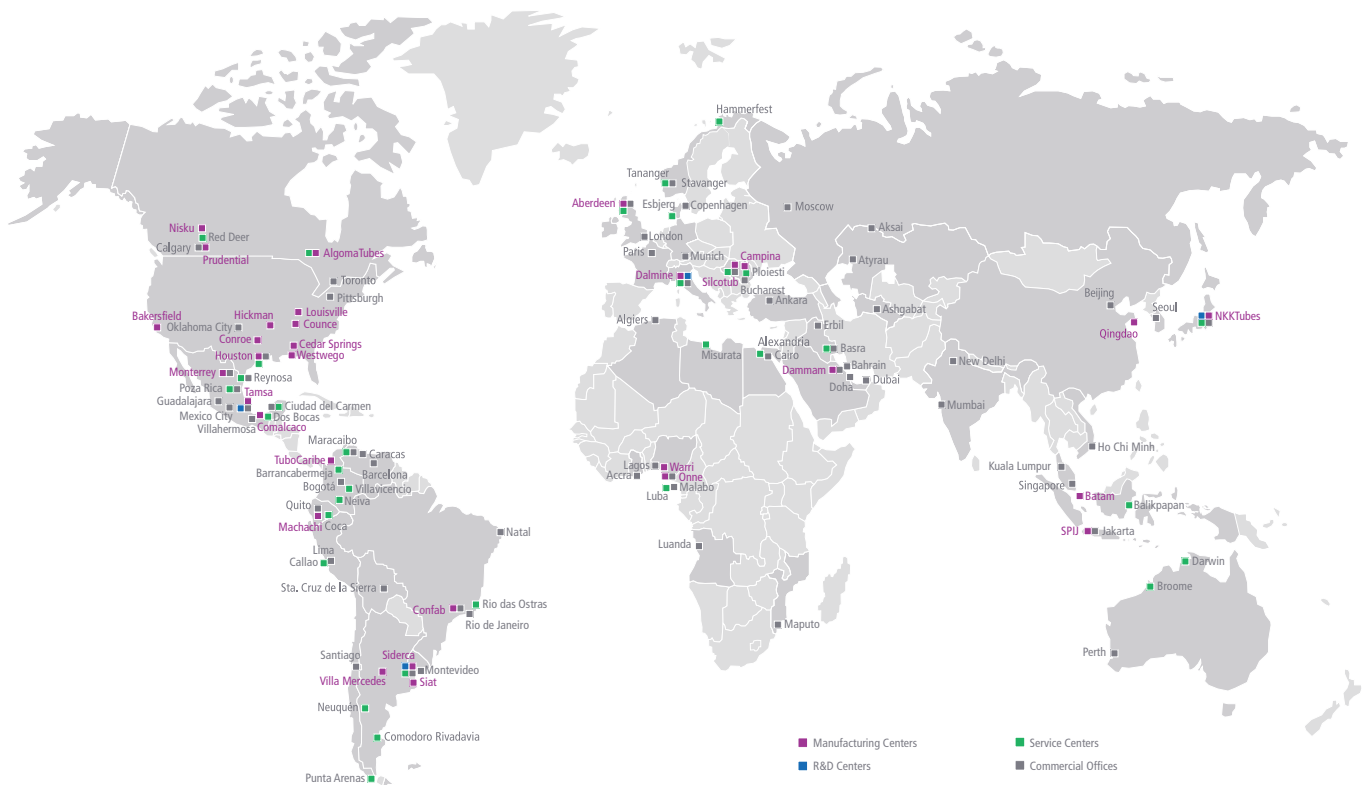 Hammerfest
Tananger
Stavanger
Aberdeen
Esbjerg
Copenhagen
Moscow
Nisku
Red Deer
Aksai
London
Calgary
Prudential
AlgomaTubes
Paris
Munich
Campina
Atyrau
Dalmine
Silcotub
Ploiesti
Toronto
Bucharest
Pittsburgh
Ankara
Beijing
Ashgabat
Seoul
Bakersfield
Hickman
Louisville
NKKTubes
Oklahoma City
Counce
Algiers
Erbil
Qingdao
Conroe
Cedar Springs
Alexandria
Houston
Westwego
Misurata
Cairo
Basra
New Delhi
Monterrey
Reynosa
Dammam
Bahrain
Poza Rica
Tamsa
Doha
Dubai
Guadalajara
Ciudad del Carmen
Mumbai
Mexico City
Dos Bocas
Villahermosa
Comalcaco
Maracaibo
Caracas
Ho Chi Minh
TuboCaribe
Lagos
Warri
Kuala Lumpur
Barrancabermeja
Barcelona
Accra
Onne
Bogotá
Villavicencio
Malabo
Singapore
Luba
Batam
Neiva
Quito
Balikpapan
Machachi
Coca
Natal
SPIJ
Jakarta
Luanda
Lima
Callao
Darwin
Sta. Cruz de la Sierra
Broome
Confab
Rio das Ostras
Rio de Janeiro
Maputo
Santiago
Siderca
Perth
Montevideo
Villa Mercedes
Siat
Neuquén
Comodoro Rivadavia
Manufacturing Centers
Service Centers
R&D Centers
Commercial Offices
Punta Arenas